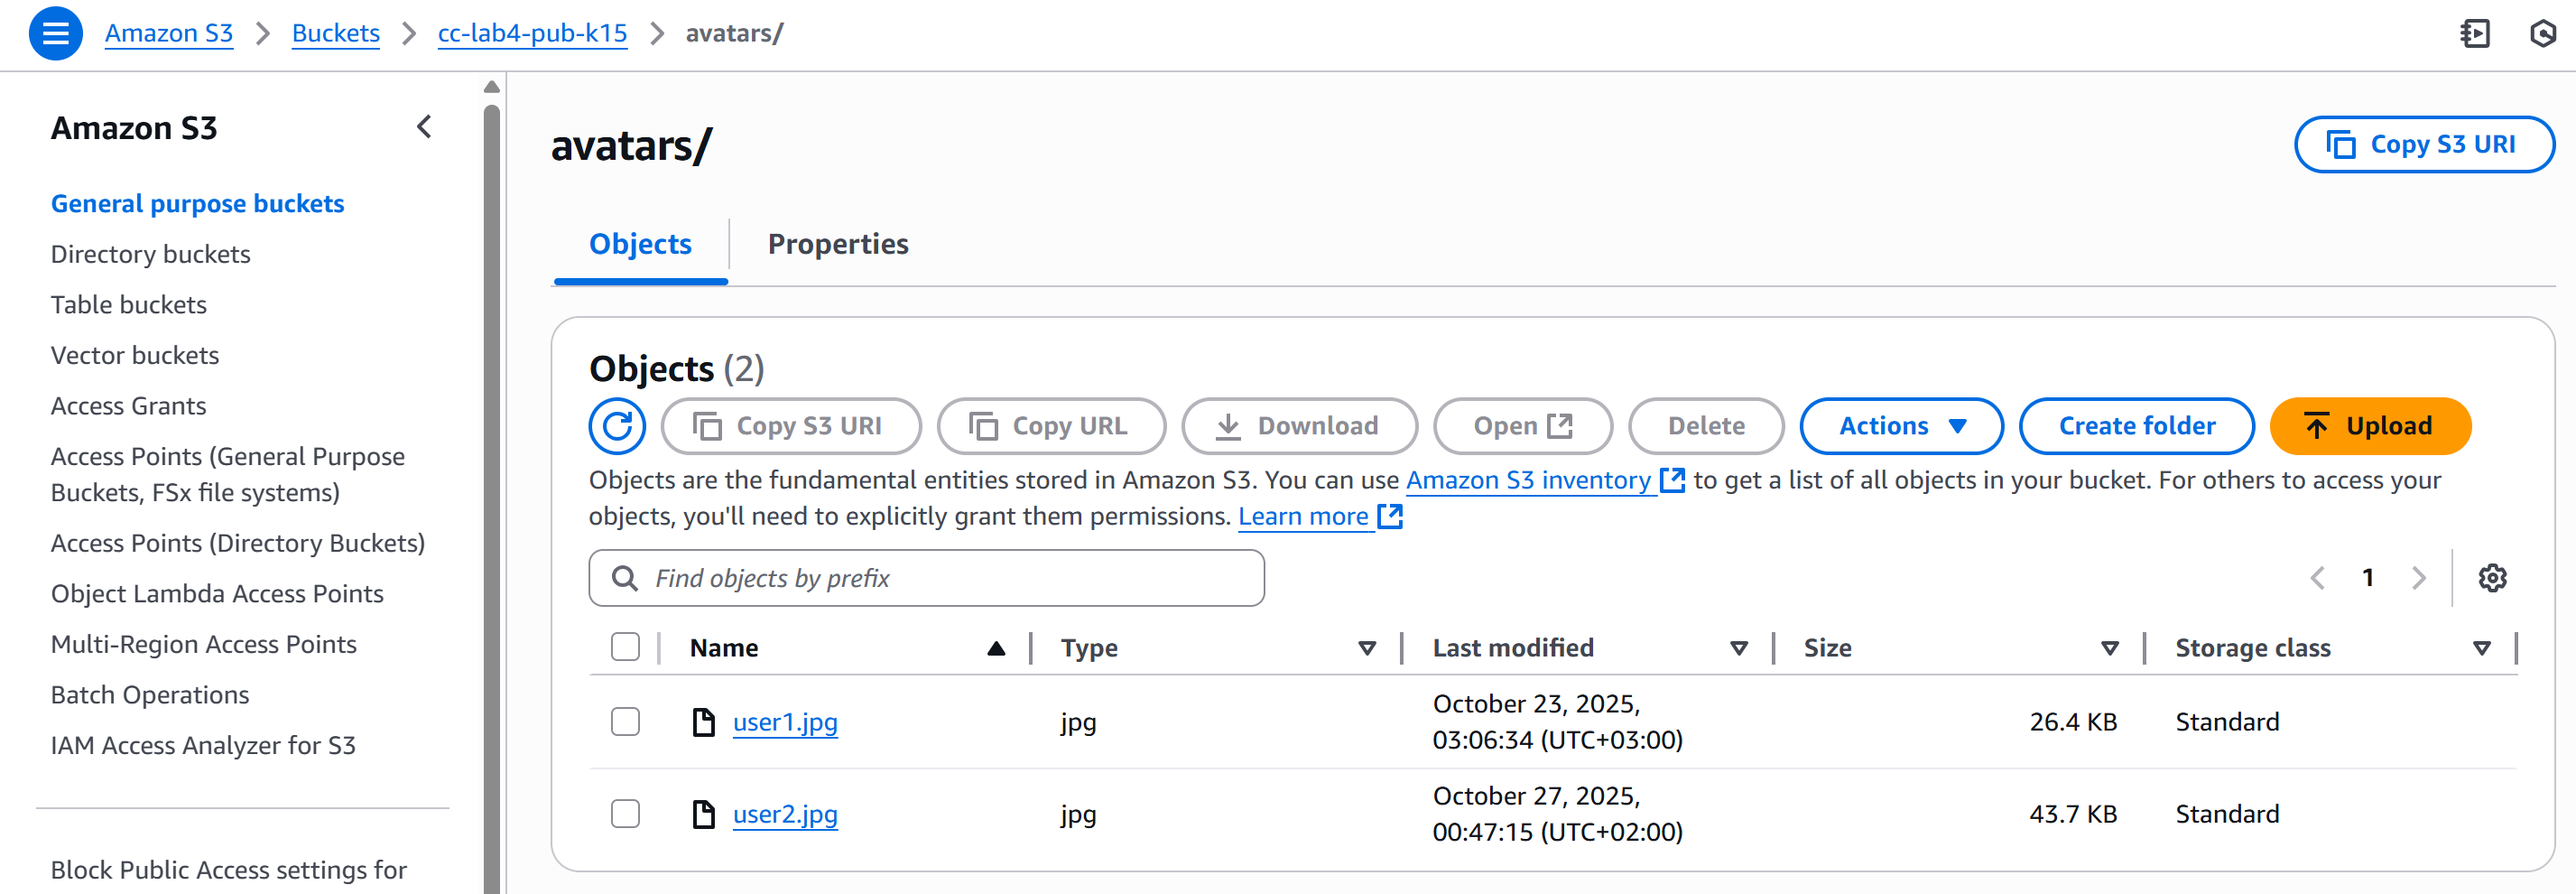 Amazon S3 > Buckets > cc-lab4-pub-k15 > avatars/
Amazon S3
General purpose buckets
Directory buckets
Table buckets
Vector buckets
Access Grants
Access Points (General Purpose
Buckets, FSx file systems)
Access Points (Directory Buckets)
Object Lambda Access Points
Multi-Region Access Points
Batch Operations
IAM Access Analyzer for S3
Block Public Access settings for
avatars/
Copy S3 URI
Objects Properties
Objects (2)
Copy S3 URI Copy URL Download Open Delete Actions Create folder Upload
Objects are the fundamental entities stored in Amazon S3. You can use Amazon S3 inventory to get a list of all objects in your bucket. For others to access your
objects, you'll need to explicitly grant them permissions. Learn more
Find objects by prefix
1
Name Type Last modified Size Storage class
user1.jpg jpg October 23, 2025, 26.4 KB Standard
03:06:34 (UTC+03:00)
user2.jpg jpg October 27, 2025, 43.7 KB Standard
00:47:15 (UTC+02:00)